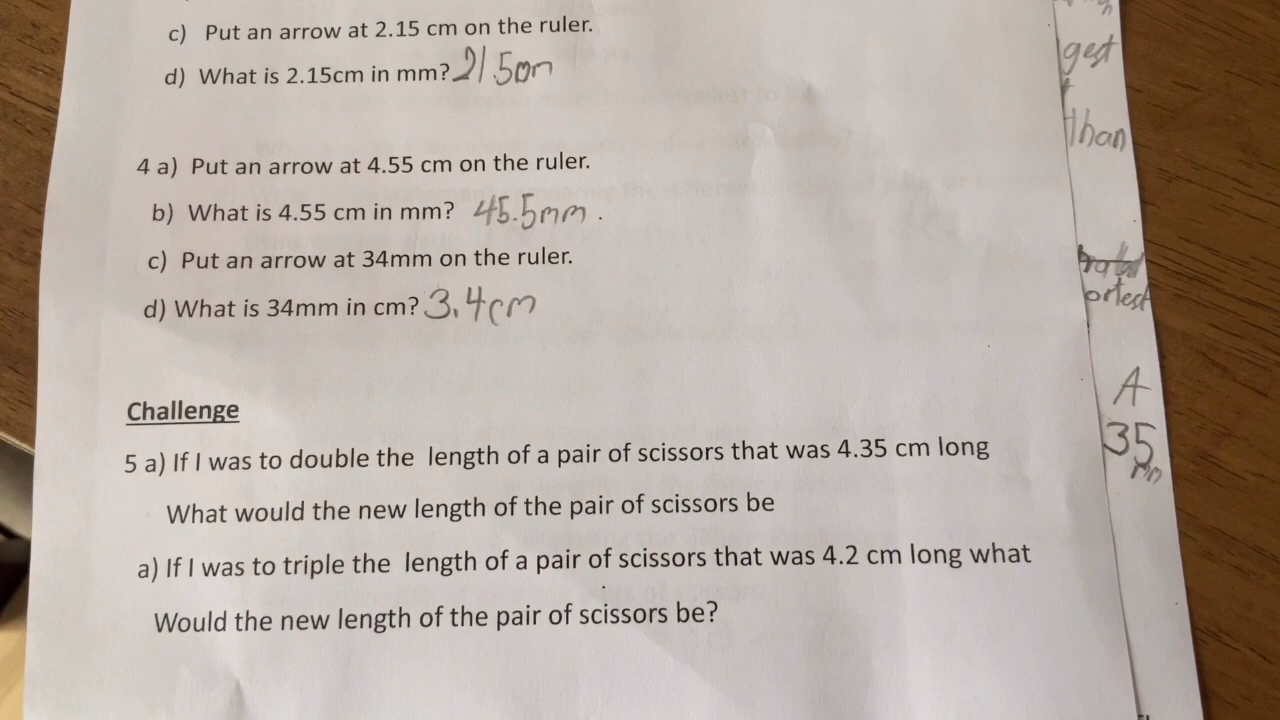 c) Put an arrow at 2.15 cm on the ruler.
d) What is 2.15cm in mm? 21.5
4 a) Put an arrow at 4.55 cm on the ruler.
b) What is 4.55 cm in mm? 45.5mm.
c) Put an arrow at 34mm on the ruler.
d) What is 34mm in cm? 3.4cm
Challenge
5 a) If I was to double the length of a pair of scissors that was 4.35 cm long
What would the new length of the pair of scissors be
a) If I was to triple the length of a pair of scissors that was 4.2 cm long what
Would the new length of the pair of scissors be?
gest
than
ortest
A
35
mm